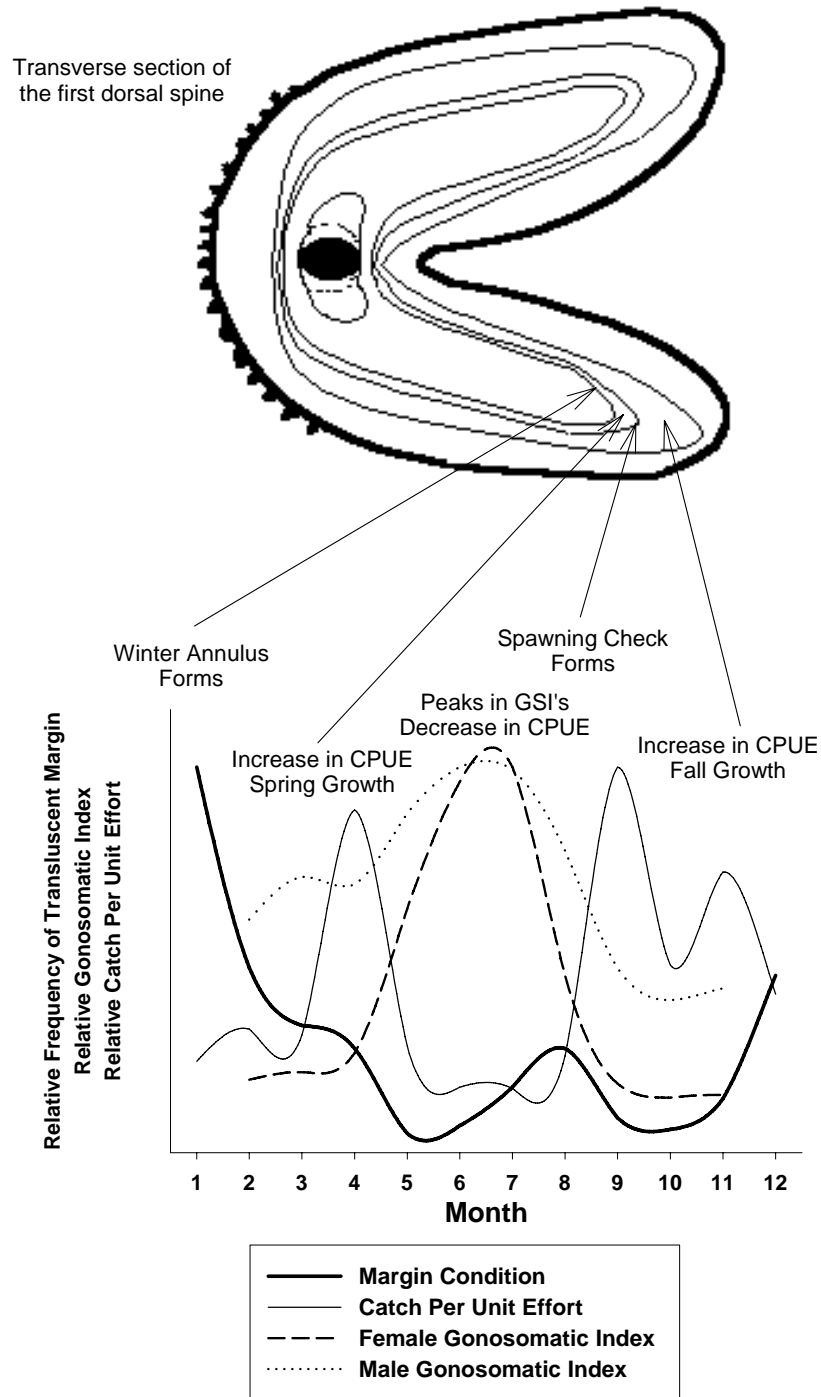 Transverse section of
the first dorsal spine
Winter Annulus
Forms
Spawning Check
Forms
Peaks in GSI's
Decrease in CPUE
Increase in CPUE
Spring Growth
Increase in CPUE
Fall Growth
Relative Frequency of Transluscent Margin
Relative Gonosomatic Index
Relative Catch Per Unit Effort
1 2 3 4 5 6 7 8 9 10 11 12
Month
Margin Condition
Catch Per Unit Effort
Female Gonosomatic Index
Male Gonosomatic Index